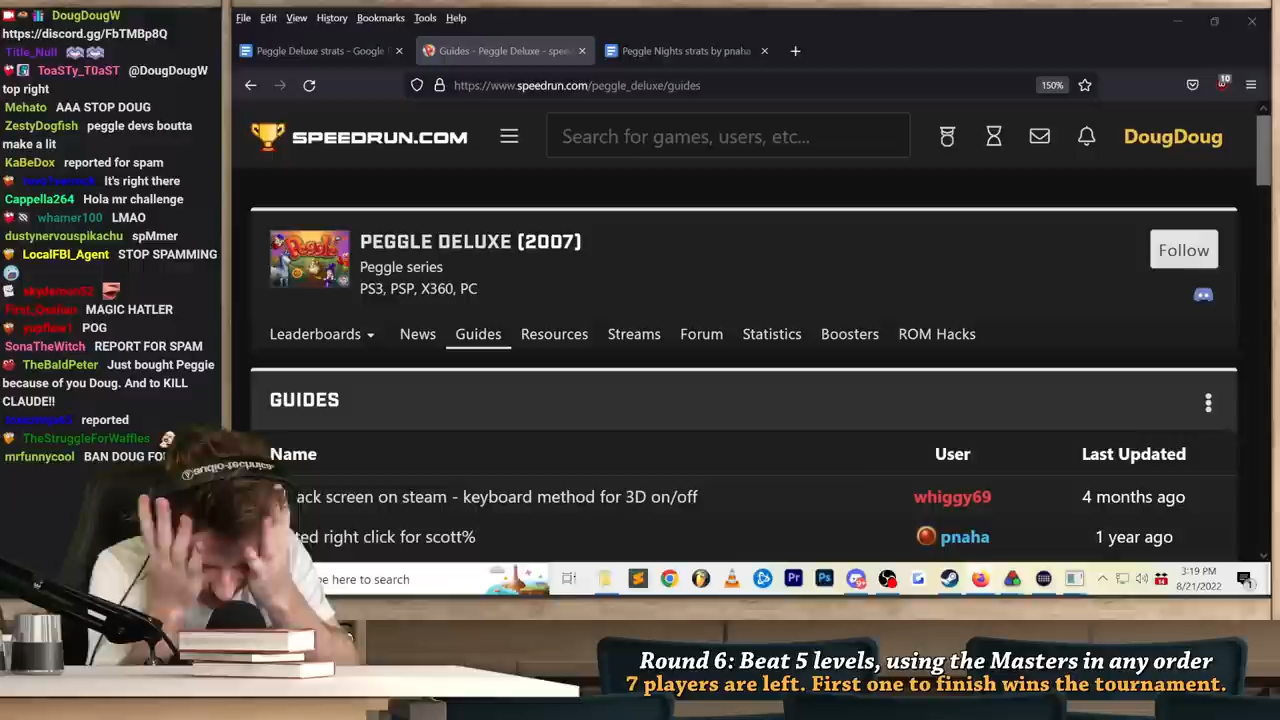 DougDougW
https://discord.gg/FbTMBp8Q
Title_Null
ToaSTy_T0aST @DougDougW
top right
Mehato AAA STOP DOUG
ZestyDogfish peggle devs boutta
make a lit
KaBeDox reported for spam
It's right there
Cappella264 Hola mr challenge
whamer100 LMAO
dustynervouspikachu spMmer
LocalFBI_Agent STOP SPAMMING
skydemon52
MAGIC HATLER
POG
SonaTheWitch REPORT FOR SPAM
TheBaldPeter Just bought Peggie
because of you Doug. And to KILL
CLAUDE!!
reported
TheStruggleForWaffles
mrfunnycool BAN DOUG
File Edit View History Bookmarks Tools Help
Peggle Deluxe strats - Google
Guides - Peggle Deluxe - spee
Peggle Nights strats by pnaha
https://www.speedrun.com/peggle_deluxe/guides
150%
10
SPEEDRUN.COM
Search for games, users, etc...
DougDoug
Peggle
PEGGLE DELUXE (2007)
Peggle series
PS3, PSP, X360, PC
Follow
Leaderboards News Guides Resources Streams Forum Statistics Boosters ROM Hacks
GUIDES
Name User Last Updated
ack screen on steam - keyboard method for 3D on/off whiggy69 4 months ago
ted right click for scott% pnaha 1 year ago
audio-technica
here to search
Pr
Ps
3:19 PM
8/21/2022
1
Round 6: Beat 5 levels, using the Masters in any order
7 players are left. First one to finish wins the tournament.